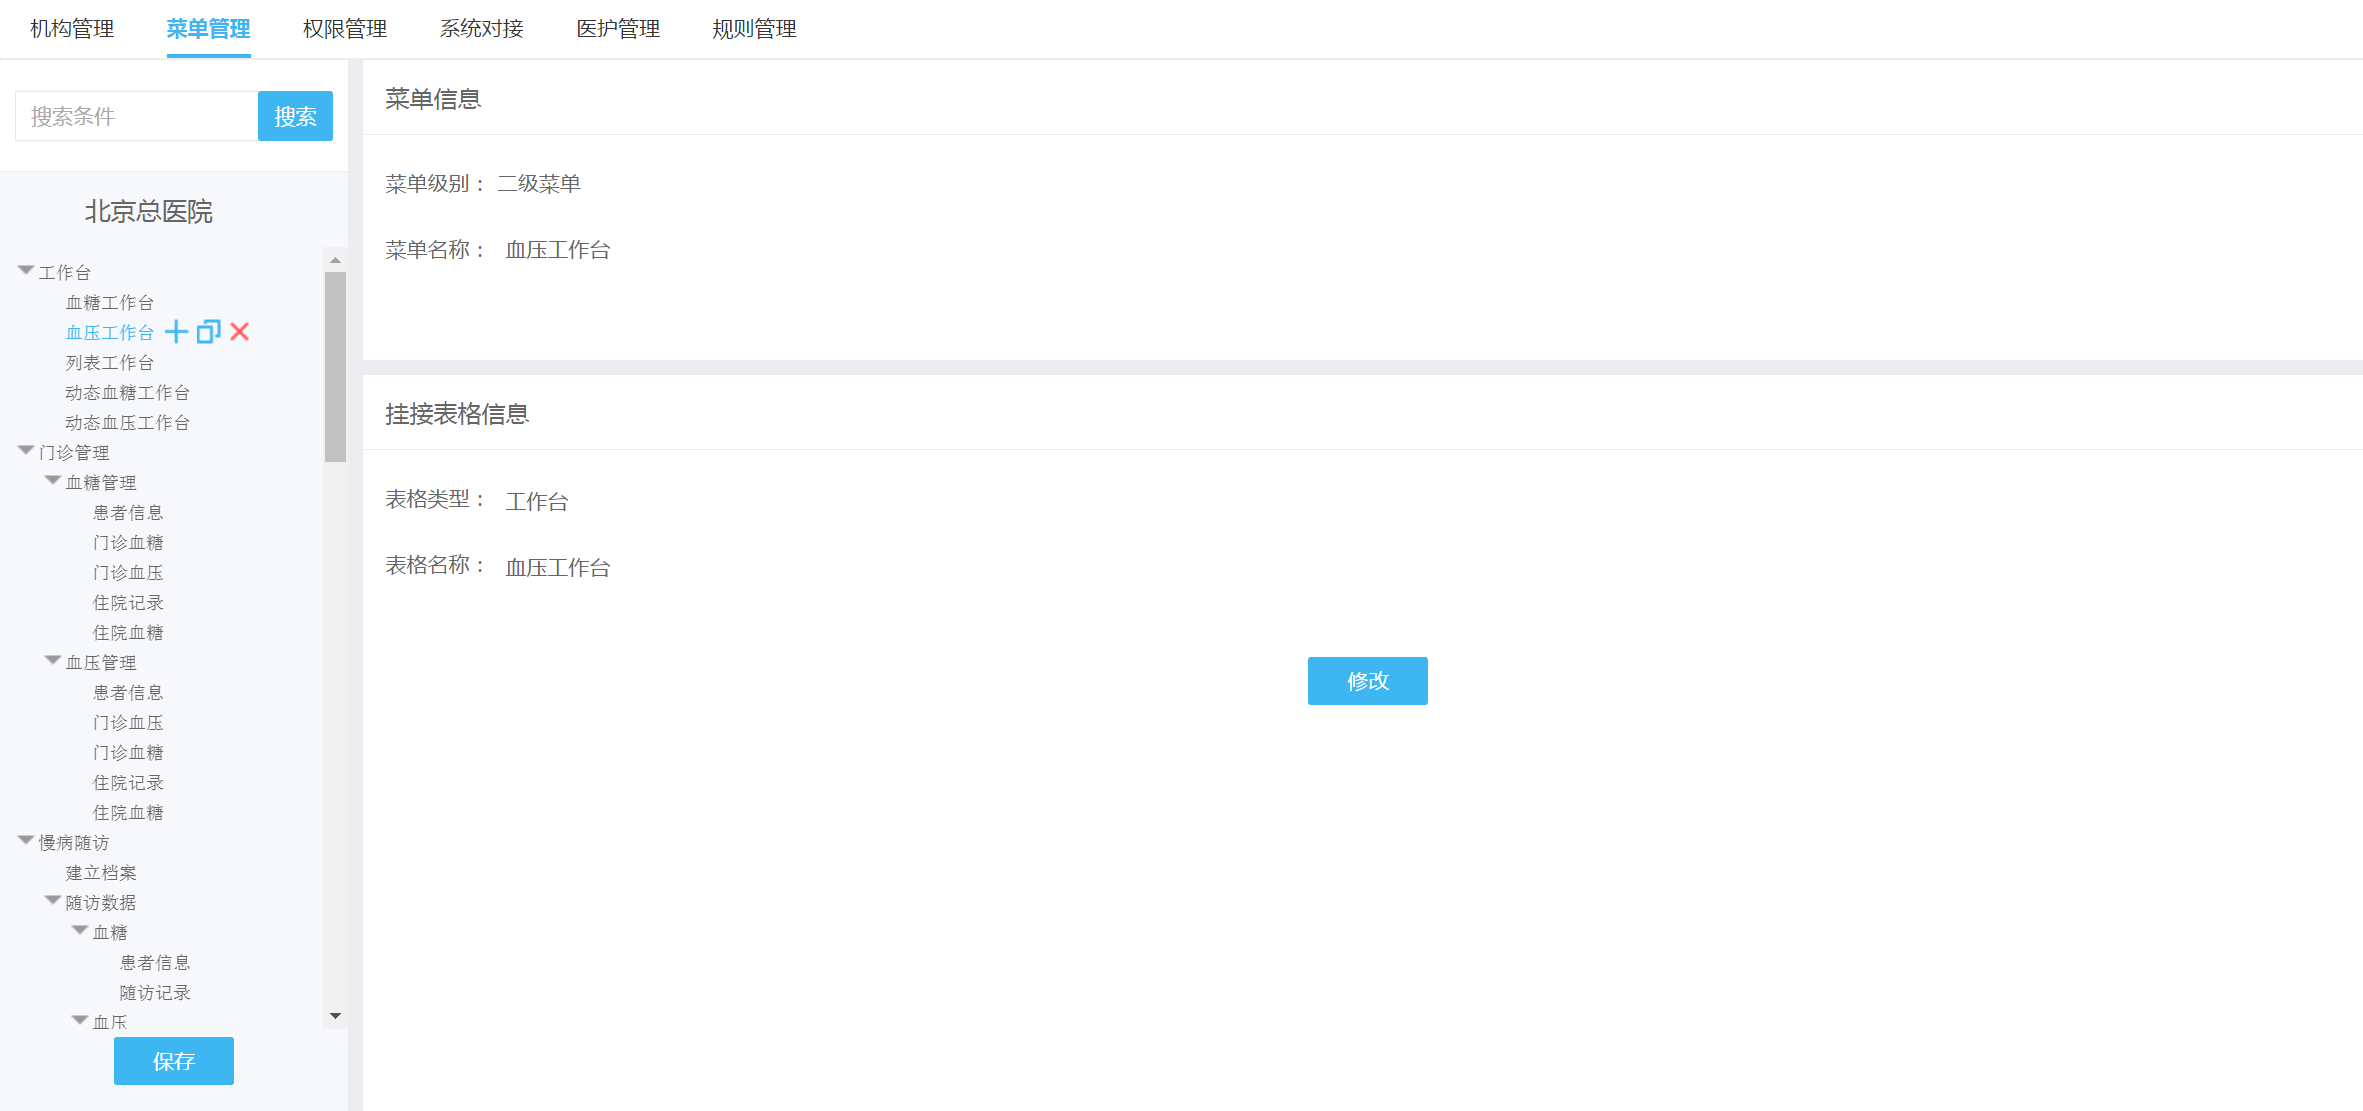 机构管理 菜单管理 权限管理 系统对接 医护管理 规则管理
搜索条件 搜索
北京总医院
工作台
血糖工作台
血压工作台
列表工作台
动态血糖工作台
动态血压工作台
门诊管理
血糖管理
患者信息
门诊血糖
门诊血压
住院记录
住院血糖
血压管理
患者信息
门诊血压
门诊血糖
住院记录
住院血糖
慢病随访
建立档案
随访数据
血糖
患者信息
随访记录
血压
保存
菜单信息
菜单级别： 二级菜单
菜单名称： 血压工作台
挂接表格信息
表格类型： 工作台
表格名称： 血压工作台
修改